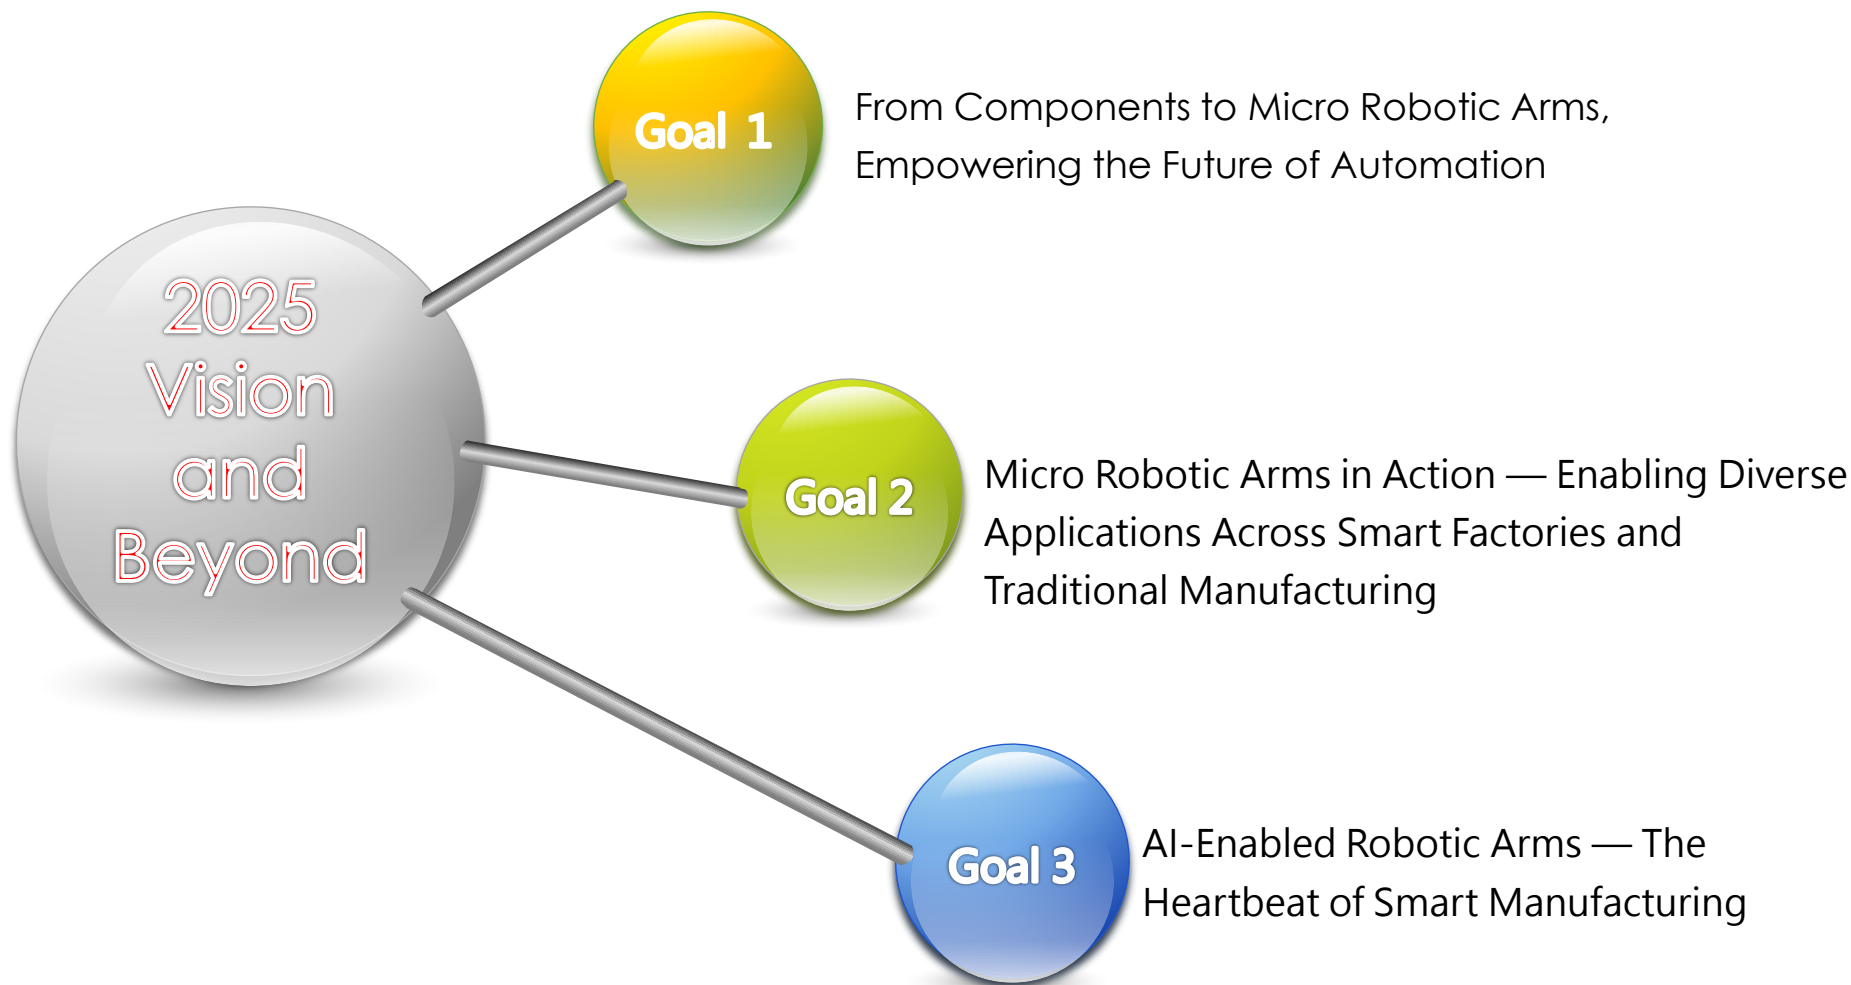 2025
Vision
and
Beyond
Goal 1
From Components to Micro Robotic Arms,
Empowering the Future of Automation
Goal 2
Micro Robotic Arms in Action — Enabling Diverse
Applications Across Smart Factories and
Traditional Manufacturing
Goal 3
AI-Enabled Robotic Arms — The
Heartbeat of Smart Manufacturing